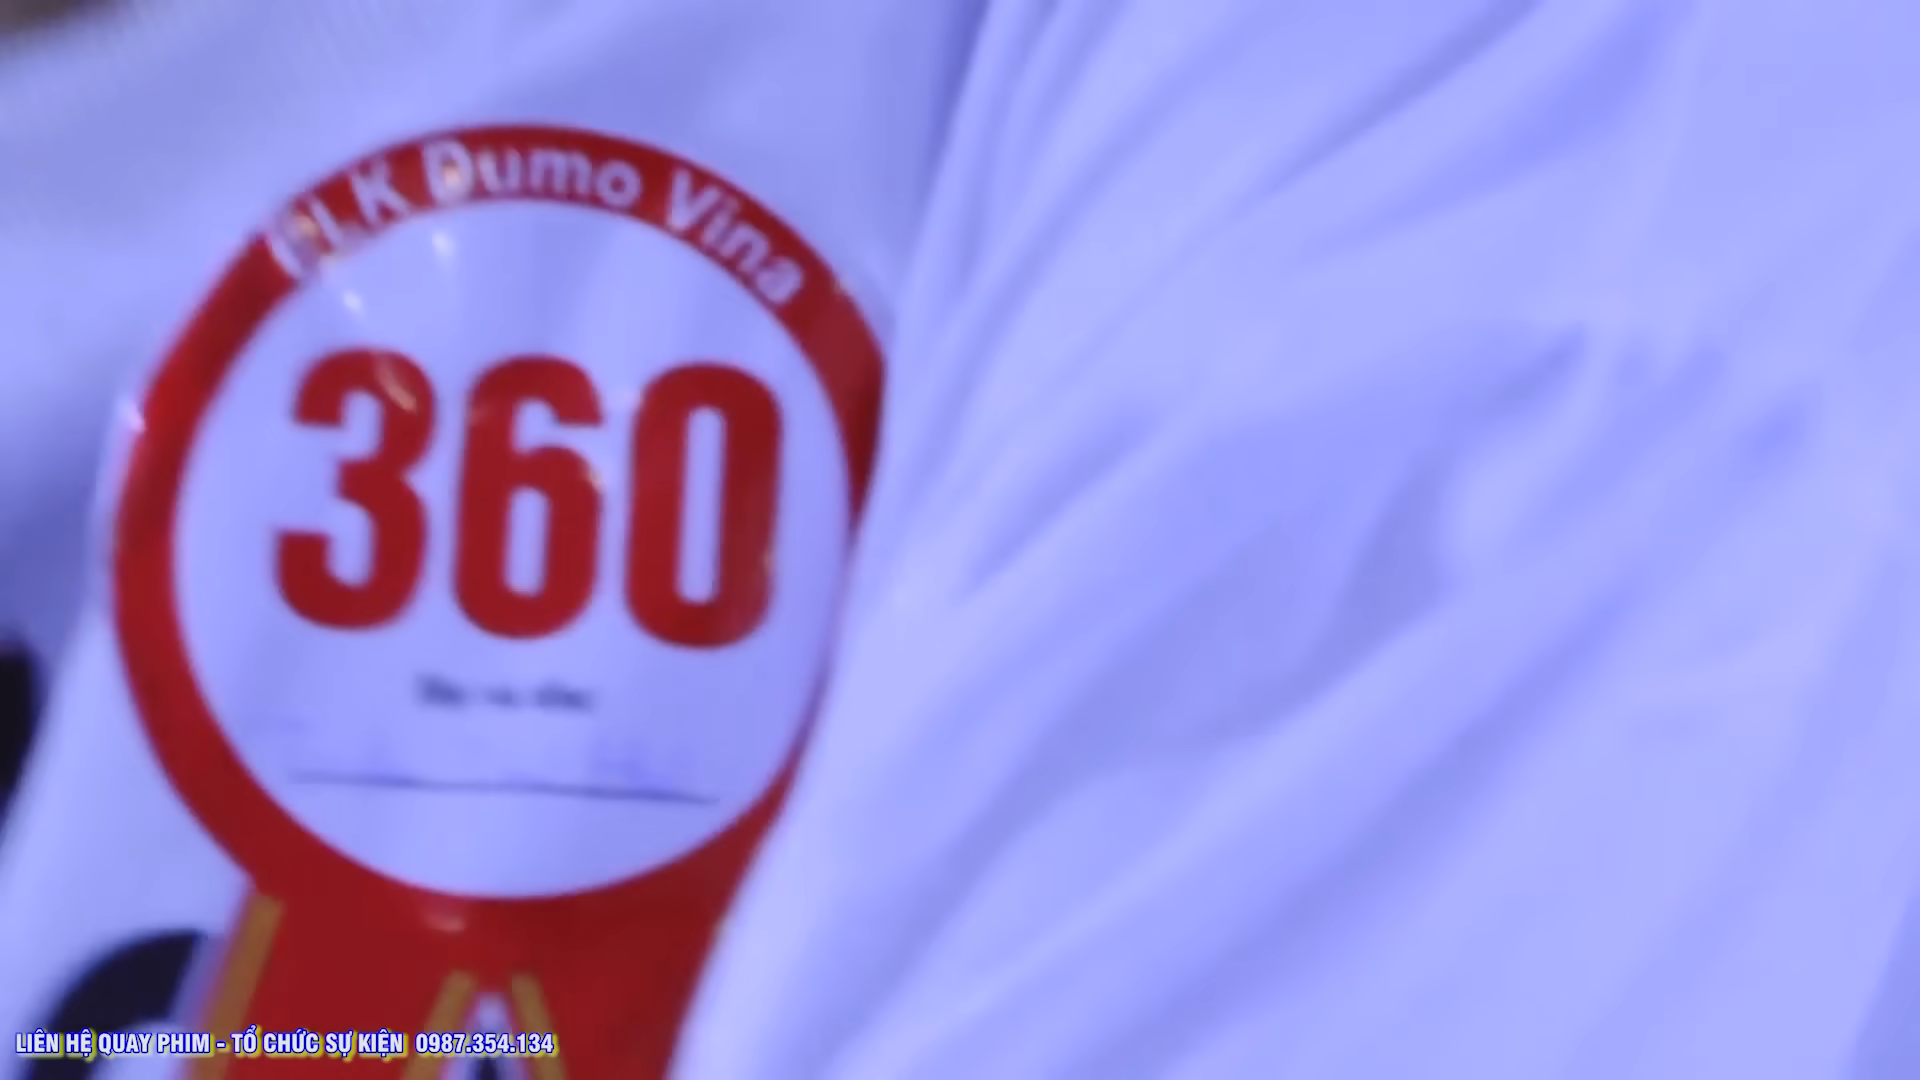 Dumo Vina
360
LIÊN HỆ QUAY PHIM - TỔ CHỨC SỰ KIỆN 0987.354.134